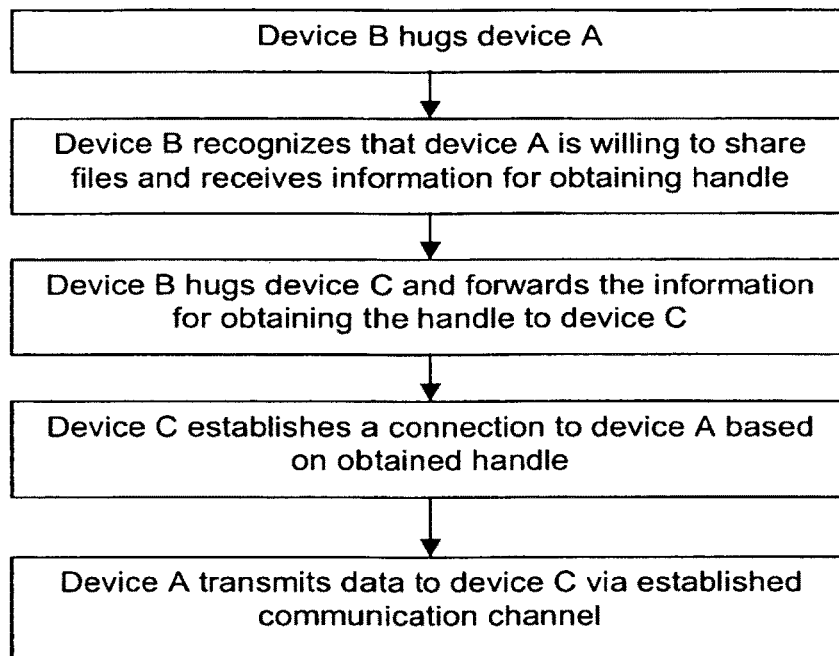 Device B hugs device A
Device B recognizes that device A is willing to share
files and receives information for obtaining handle
Device B hugs device C and forwards the information
for obtaining the handle to device C
Device C establishes a connection to device A based
on obtained handle
Device A transmits data to device C via established
communication channel